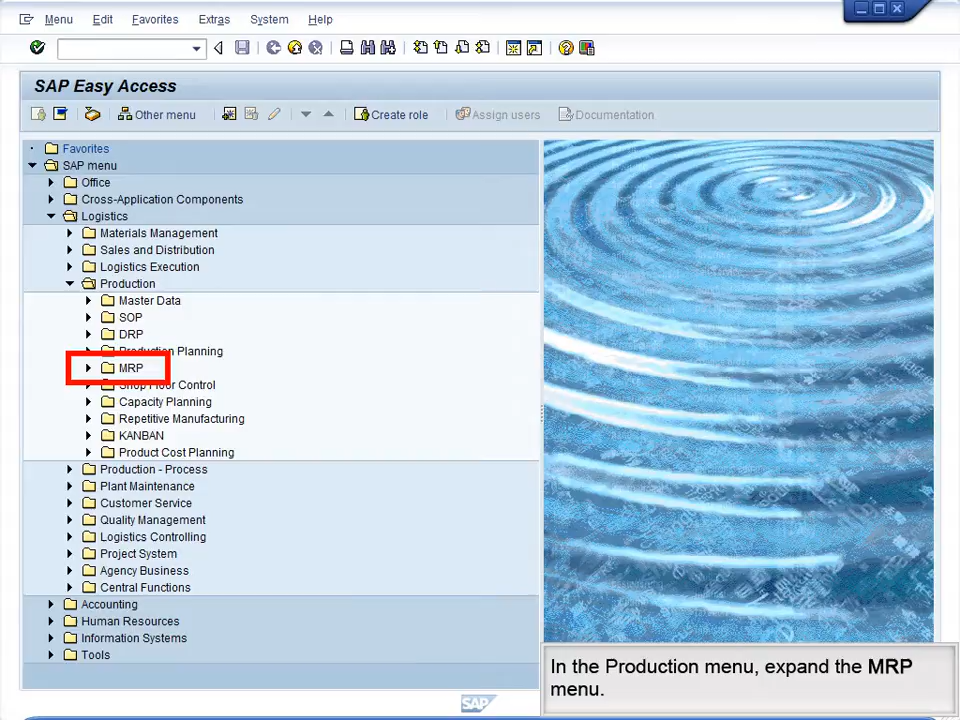 Menu Edit Favorites Extras System Help
SAP Easy Access
Other menu Create role Assign users Documentation
Favorites
SAP menu
Office
Cross-Application Components
Logistics
Materials Management
Sales and Distribution
Logistics Execution
Production
Master Data
SOP
DRP
Production Planning
MRP
Shop Floor Control
Capacity Planning
Repetitive Manufacturing
KANBAN
Product Cost Planning
Production - Process
Plant Maintenance
Customer Service
Quality Management
Logistics Controlling
Project System
Agency Business
Central Functions
Accounting
Human Resources
Information Systems
Tools
In the Production menu, expand the MRP
menu.
SAP